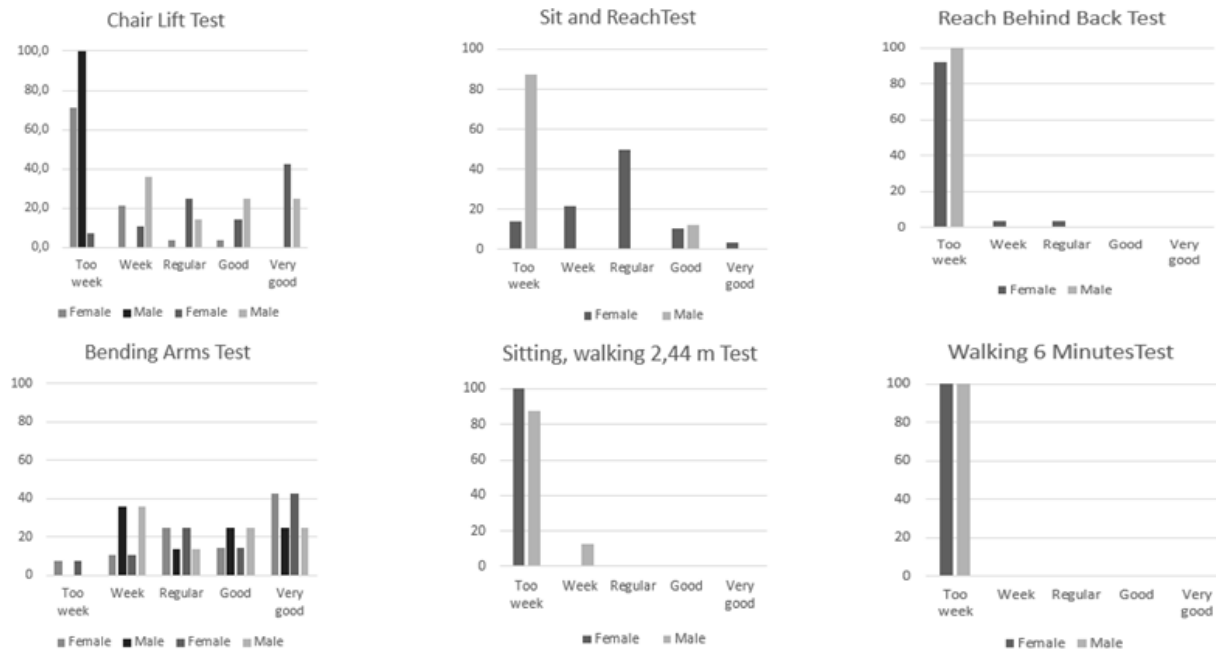 Chair Lift Test
100,0
80,0
60,0
40,0
20,0
0,0
Too week Week Regular Good Very good
Female Male Female Male
Sit and ReachTest
100
80
60
40
20
0
Too week Week Regular Good Very good
Female Male
Reach Behind Back Test
100
80
60
40
20
0
Too week Week Regular Good Very good
Female Male
Bending Arms Test
100
80
60
40
20
0
Too week Week Regular Good Very good
Female Male Female Male
Sitting, walking 2,44 m Test
100
80
60
40
20
0
Too week Week Regular Good Very good
Female Male
Walking 6 MinutesTest
100
80
60
40
20
0
Too week Week Regular Good Very good
Female Male